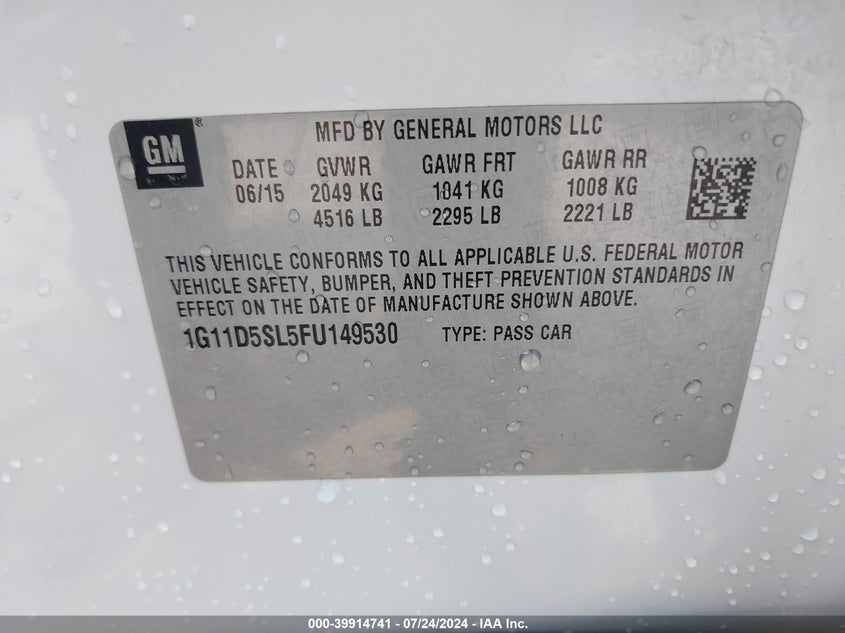 GM
MFD BY GENERAL MOTORS LLC
DATE GVWR GAWR FRT GAWR RR
06/15 2049 KG 1041 KG 1008 KG
4516 LB 2295 LB 2221 LB
THIS VEHICLE CONFORMS TO ALL APPLICABLE U.S. FEDERAL MOTOR
VEHICLE SAFETY, BUMPER, AND THEFT PREVENTION STANDARDS IN
EFFECT ON THE DATE OF MANUFACTURE SHOWN ABOVE.
1G11D5SL5FU149530 TYPE: PASS CAR
000-39914741 / 07/24/2024 - IAA Inc.